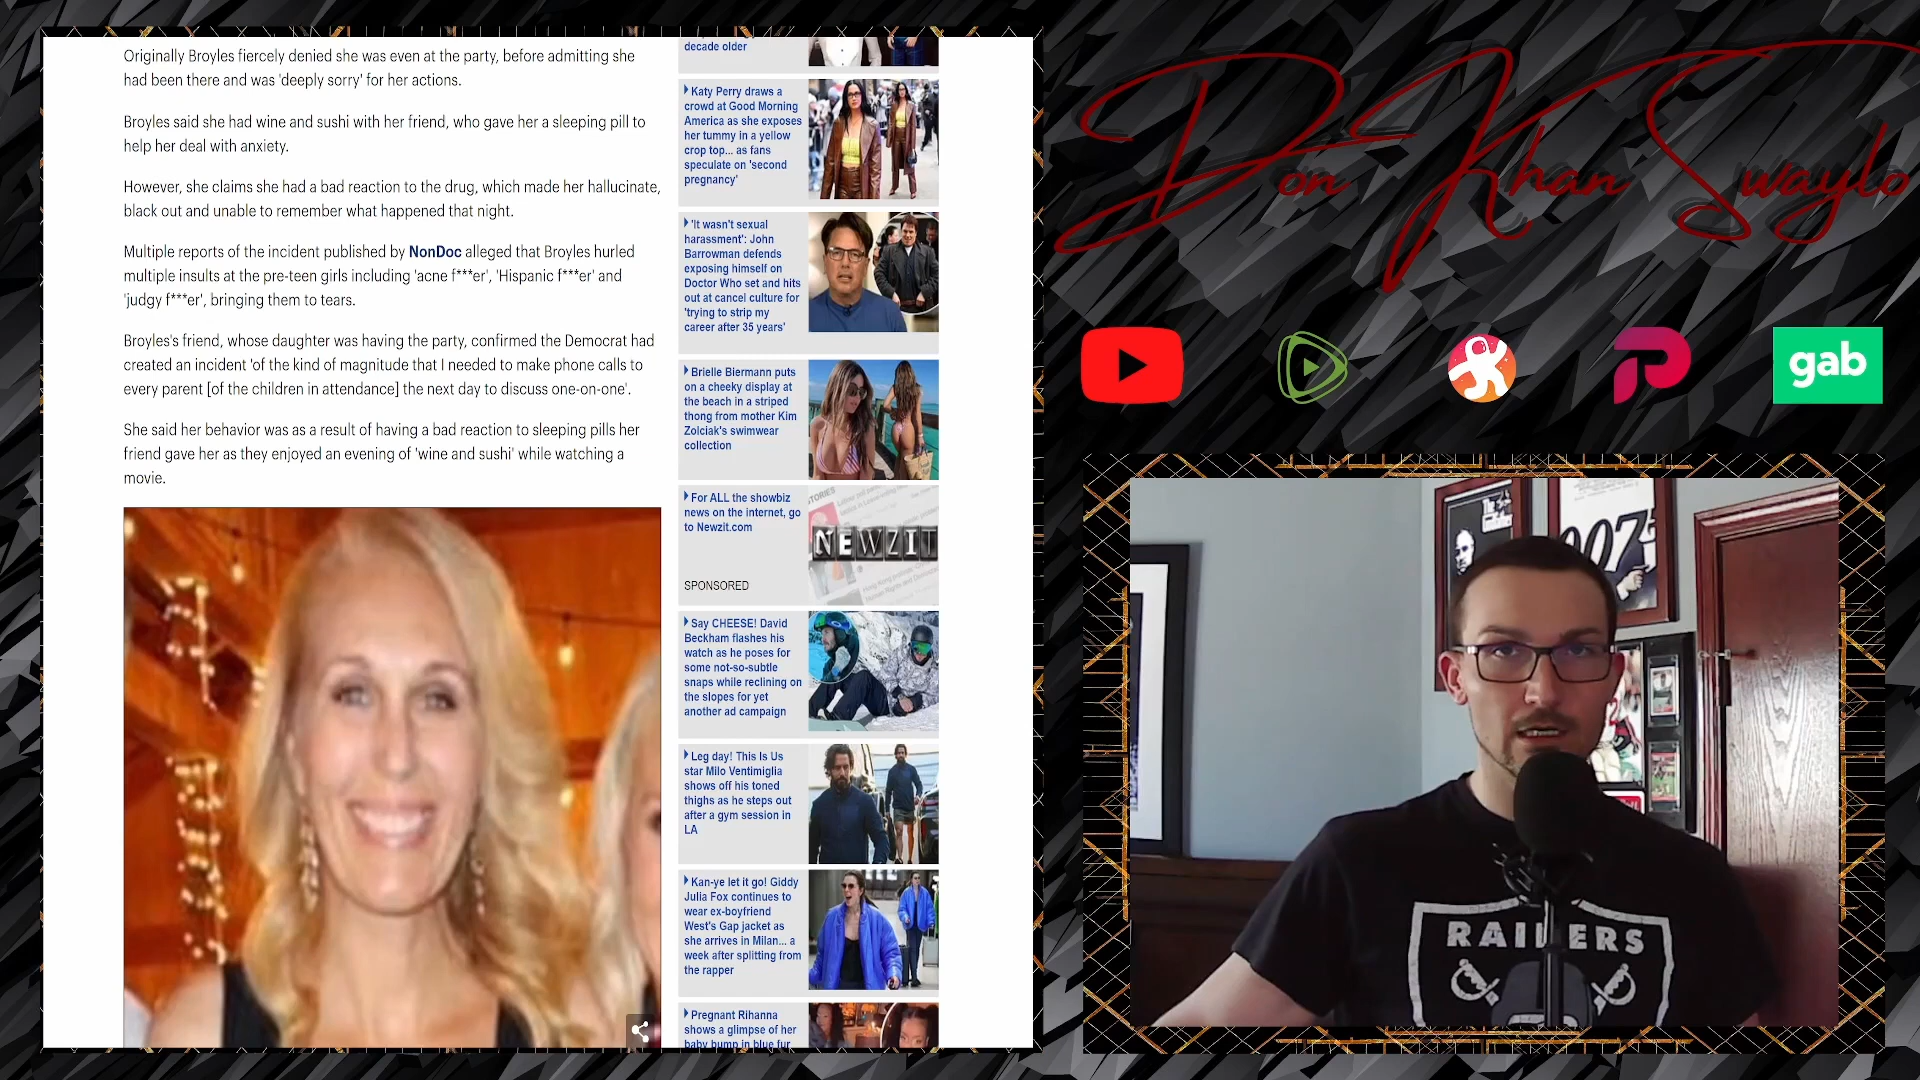 Originally Broyles fiercely denied she was even at the party, before admitting she
had been there and was 'deeply sorry' for her actions.
Broyles said she had wine and sushi with her friend, who gave her a sleeping pill to
help her deal with anxiety.
However, she claims she had a bad reaction to the drug, which made her hallucinate,
black out and unable to remember what happened that night.
Multiple reports of the incident published by NonDoc alleged that Broyles hurled
multiple insults at the pre-teen girls including 'acne f***er', 'Hispanic f***er' and
'judgy f***er', bringing them to tears.
Broyles's friend, whose daughter was having the party, confirmed the Democrat had
created an incident 'of the kind of magnitude that I needed to make phone calls to
every parent [of the children in attendance] the next day to discuss one-on-one'.
She said her behavior was as a result of having a bad reaction to sleeping pills her
friend gave her as they enjoyed an evening of 'wine and sushi' while watching a
movie.
decade older
Katy Perry draws a
crowd at Good Morning
America as she exposes
her tummy in a yellow
crop top... as fans
speculate on 'second
pregnancy'
'It wasn't sexual
harassment': John
Barrowman defends
exposing himself on
Doctor Who set and hits
out at cancel culture for
'trying to strip my
career after 35 years'
Brielle Biermann puts
on a cheeky display at
the beach in a striped
thong from mother Kim
Zolciak's swimwear
collection
For ALL the showbiz
news on the internet, go
to Newzit.com
NEWZIT
SPONSORED
Say CHEESE! David
Beckham flashes his
watch as he poses for
some not-so-subtle
snaps while reclining on
the slopes for yet
another ad campaign
Leg day! This Is Us
star Milo Ventimiglia
shows off his toned
thighs as he steps out
after a gym session in
LA
Kan-ye let it go! Giddy
Julia Fox continues to
wear ex-boyfriend
West's Gap jacket as
she arrives in Milan... a
week after splitting from
the rapper
Pregnant Rihanna
shows a glimpse of her
baby bump in blue fur
Don Khan Swaylo
gab
007
RAIDERS